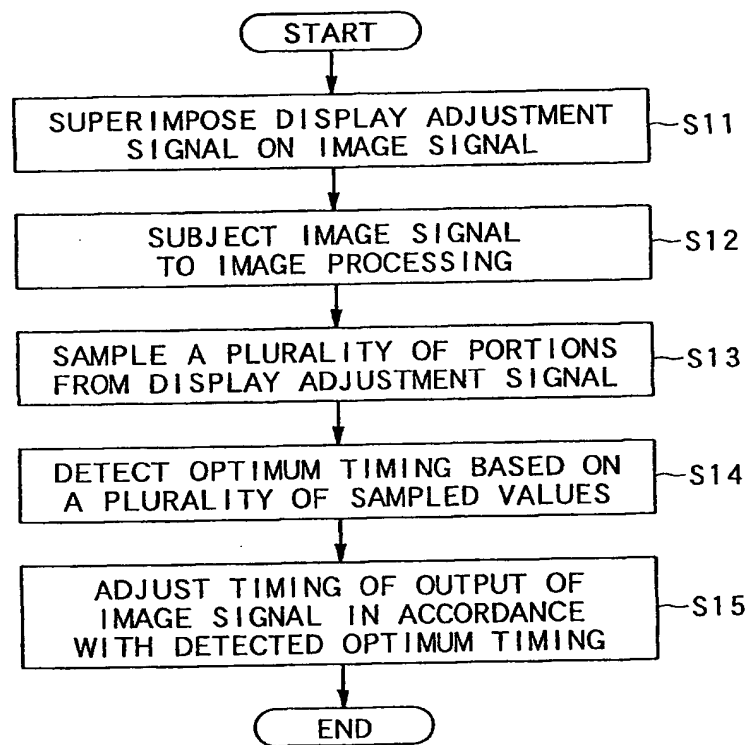 START
SUPERIMPOSE DISPLAY ADJUSTMENT
SIGNAL ON IMAGE SIGNAL
S11
SUBJECT IMAGE SIGNAL
TO IMAGE PROCESSING
S12
SAMPLE A PLURALITY OF PORTIONS
FROM DISPLAY ADJUSTMENT SIGNAL
S13
DETECT OPTIMUM TIMING BASED ON
A PLURALITY OF SAMPLED VALUES
S14
ADJUST TIMING OF OUTPUT OF
IMAGE SIGNAL IN ACCORDANCE
WITH DETECTED OPTIMUM TIMING
S15
END